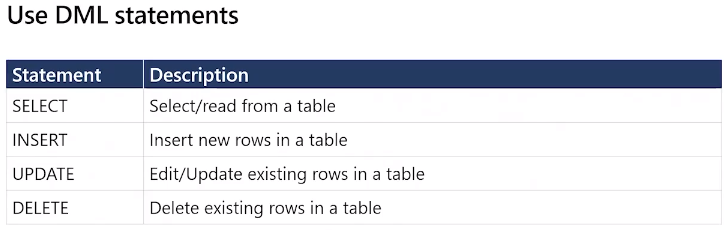 Use DML statements
Statement Description
SELECT Select/read from a table
INSERT Insert new rows in a table
UPDATE Edit/Update existing rows in a table
DELETE Delete existing rows in a table